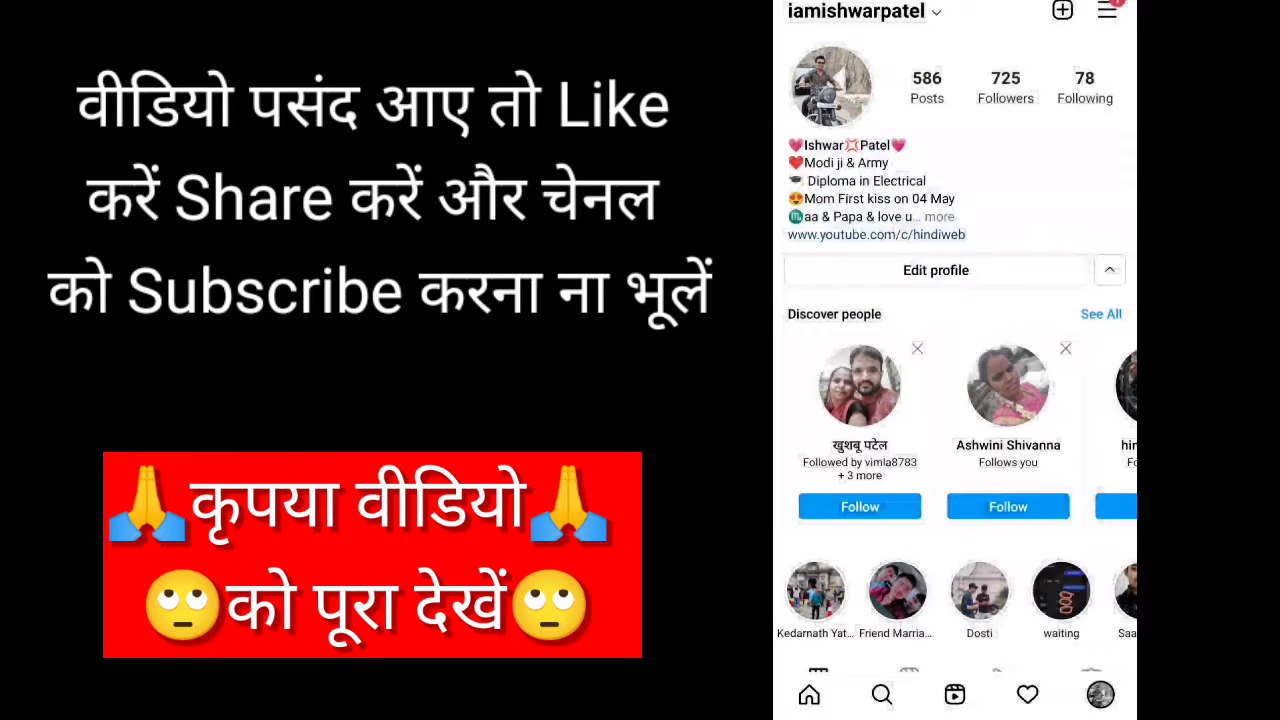 वीडियो पसंद आए तो Like
करें Share करें और चेनल
को Subscribe करना ना भूलें
🙏कृपया वीडियो🙏
🙄को पूरा देखें🙄
iamishwarpatel
586 725 78
Posts Followers Following
💗Ishwar💢Patel💗
❤️Modi ji & Army
🎓 Diploma in Electrical
😍Mom First kiss on 04 May
♏aa & Papa & love u... more
www.youtube.com/c/hindiweb
Edit profile
Discover people See All
खुशबू पटेल Ashwini Shivanna hir
Followed by vimla8783 Follows you Fo
+ 3 more
Follow Follow
Kedarnath Yat... Friend Marria... Dosti waiting Saa